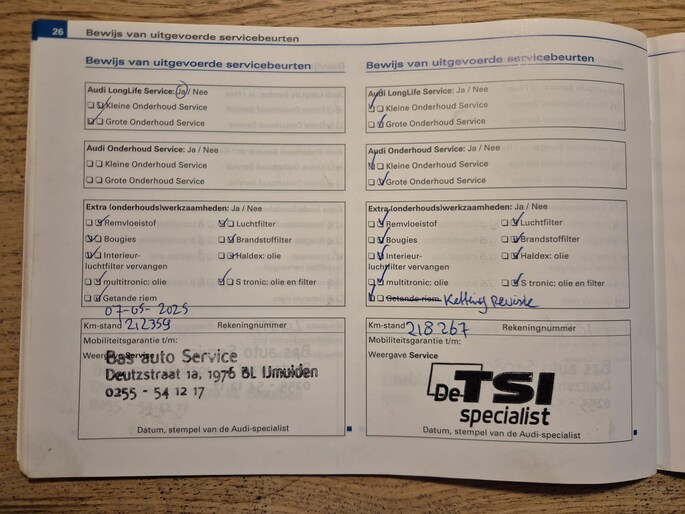 26
Bewijs van uitgevoerde servicebeurten
Bewijs van uitgevoerde servicebeurten
Audi LongLife Service: Ja / Nee
Kleine Onderhoud Service
Grote Onderhoud Service
Audi Onderhoud Service: Ja / Nee
Kleine Onderhoud Service
Grote Onderhoud Service
Extra (onderhouds)werkzaamheden: Ja / Nee
Remvloeistof Luchtfilter
Bougies Brandstoffilter
Interieur- Haldex: olie
luchtfilter vervangen
multitronic: olie S tronic: olie en filter
Getande riem
07-05-2025
Km-stand 212359 Rekeningnummer
Mobiliteitsgarantie t/m:
Weergave Service
Bas auto Service
Deutzstraat 1a, 1976 BL IJmuiden
0255 - 54 12 17
Datum, stempel van de Audi-specialist
Bewijs van uitgevoerde servicebeurten
Audi LongLife Service: Ja / Nee
Kleine Onderhoud Service
Grote Onderhoud Service
Audi Onderhoud Service: Ja / Nee
Kleine Onderhoud Service
Grote Onderhoud Service
Extra (onderhouds)werkzaamheden: Ja / Nee
Remvloeistof Luchtfilter
Bougies Brandstoffilter
Interieur- Haldex: olie
luchtfilter vervangen
multitronic: olie S tronic: olie en filter
Getande riem Ketting Revisie
Km-stand 218267 Rekeningnummer
Mobiliteitsgarantie t/m:
Weergave Service
De TSI
specialist
Datum, stempel van de Audi-specialist